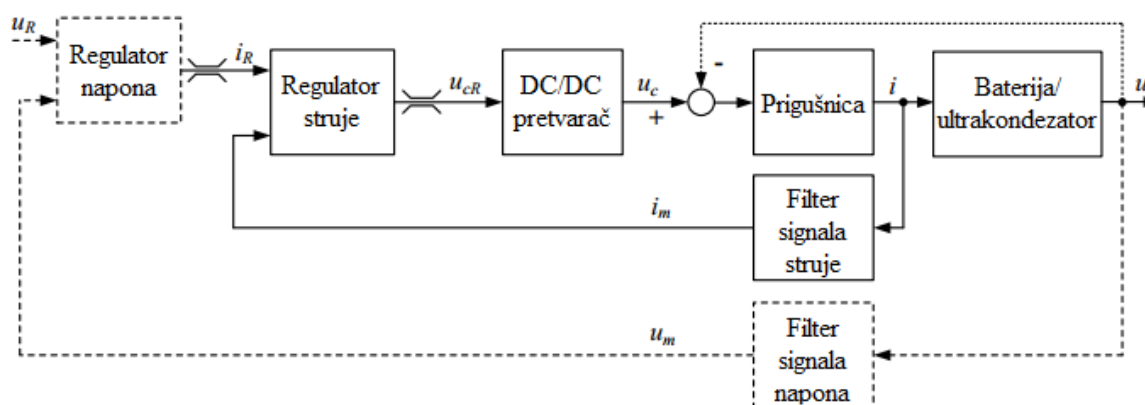 u_R
Regulator
napona
i_R
Regulator
struje
u_cR
DC/DC
pretvarač
u_c
+
-
Prigušnica
i
Baterija/
ultrakondezator
u
i_m
Filter
signala
struje
u_m
Filter
signala
napona